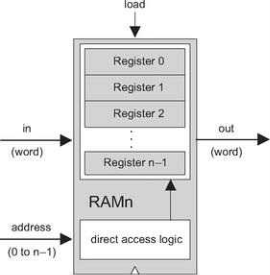 load
Register 0
Register 1
Register 2
in
(word)
out
(word)
Register n–1
RAMn
address
(0 to n–1)
direct access logic